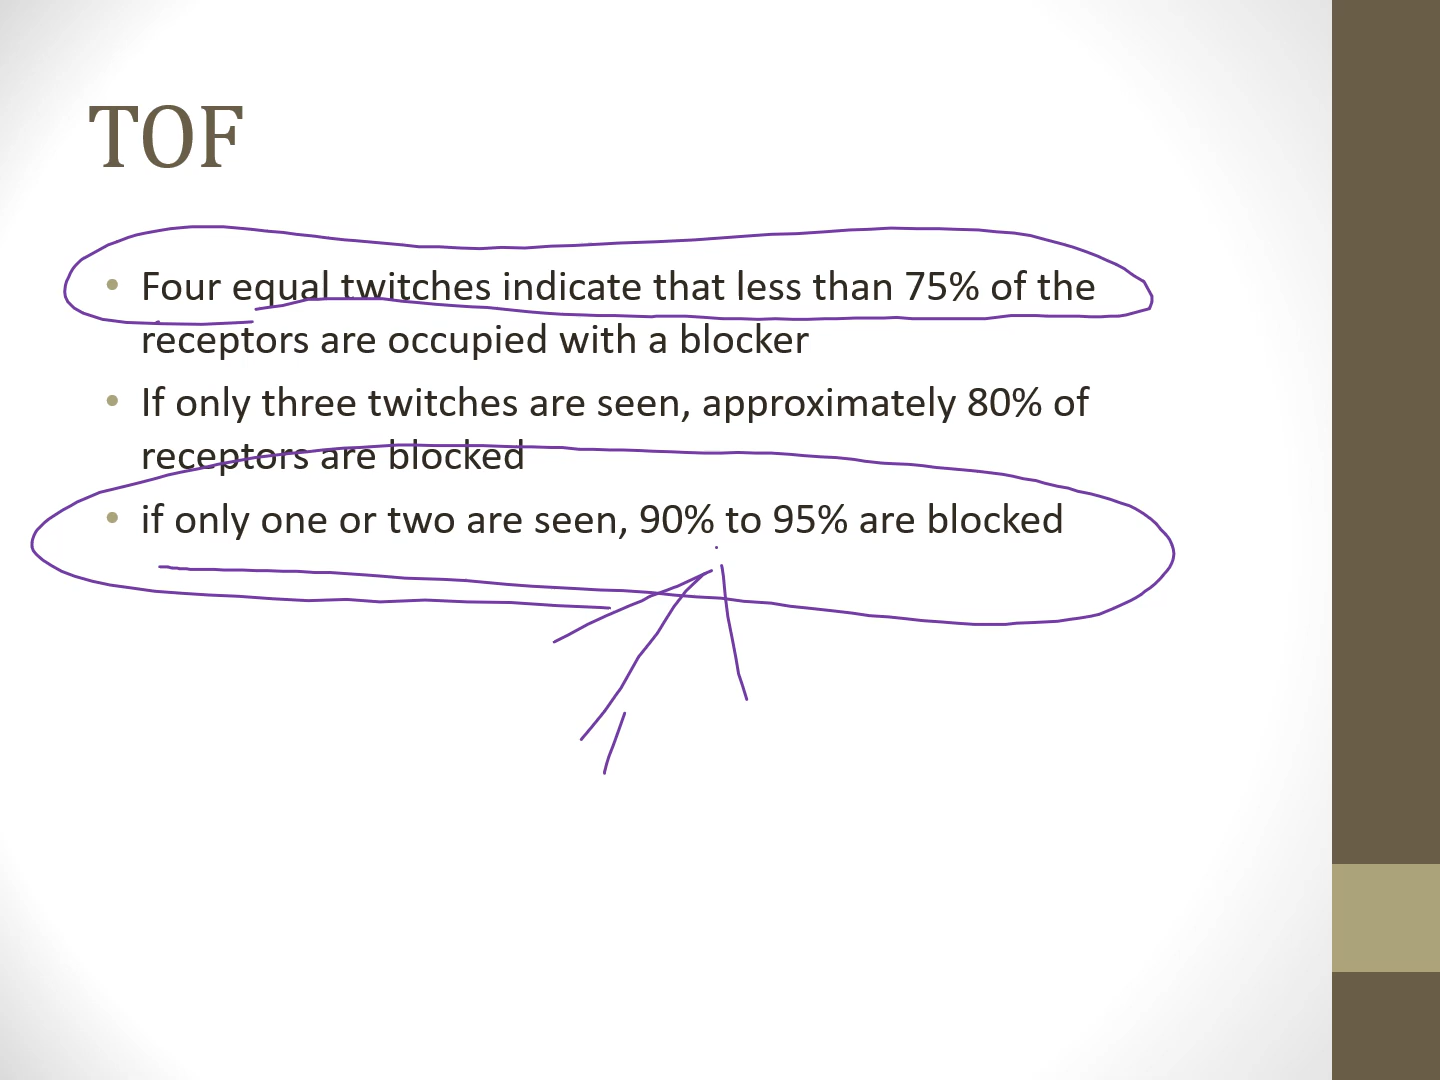 TOF
• Four equal twitches indicate that less than 75% of the
receptors are occupied with a blocker
• If only three twitches are seen, approximately 80% of
receptors are blocked
• if only one or two are seen, 90% to 95% are blocked